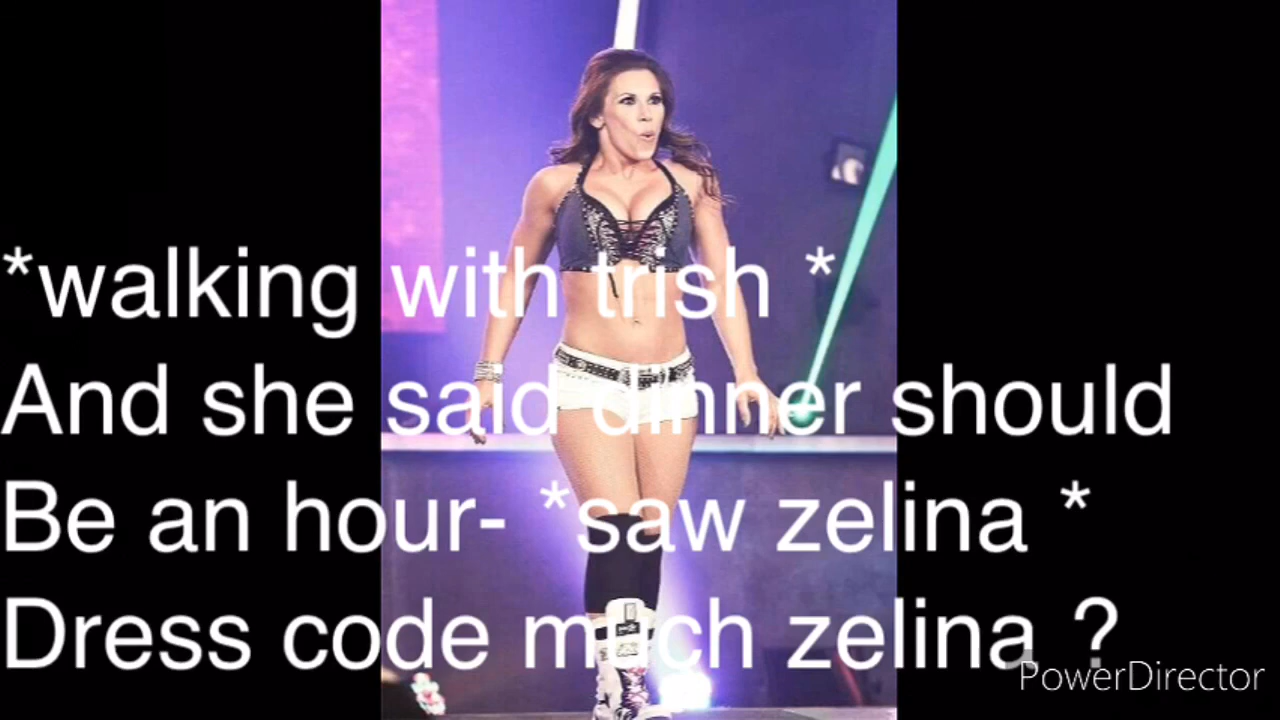 *walking with trish *
And she said dinner should
Be an hour- *saw zelina *
Dress code much zelina ?
PowerDirector